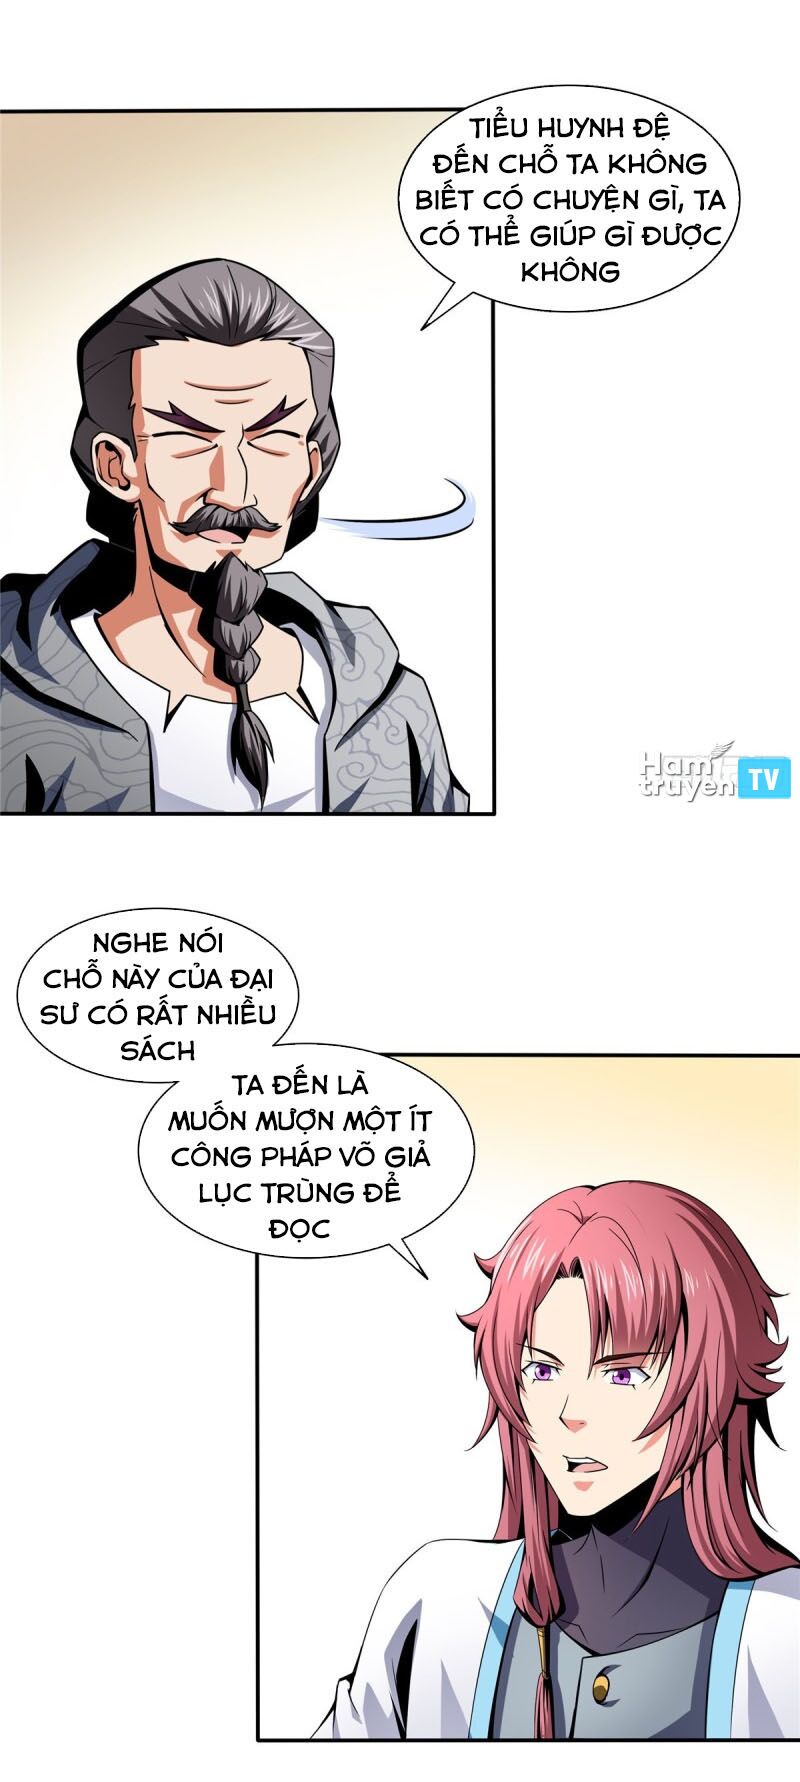 TIỂU HUYNH ĐỆ
ĐẾN CHỖ TA KHÔNG
BIẾT CÓ CHUYỆN GÌ, TA
CÓ THỂ GIÚP GÌ ĐƯỢC
KHÔNG
Ham
truyen TV
NGHE NÓI
CHỖ NÀY CỦA ĐẠI
SƯ CÓ RẤT NHIỀU
SÁCH
TA ĐẾN LÀ
MUỐN MƯỢN MỘT ÍT
CÔNG PHÁP VÕ GIẢ
LỤC TRÙNG ĐỂ
ĐỌC